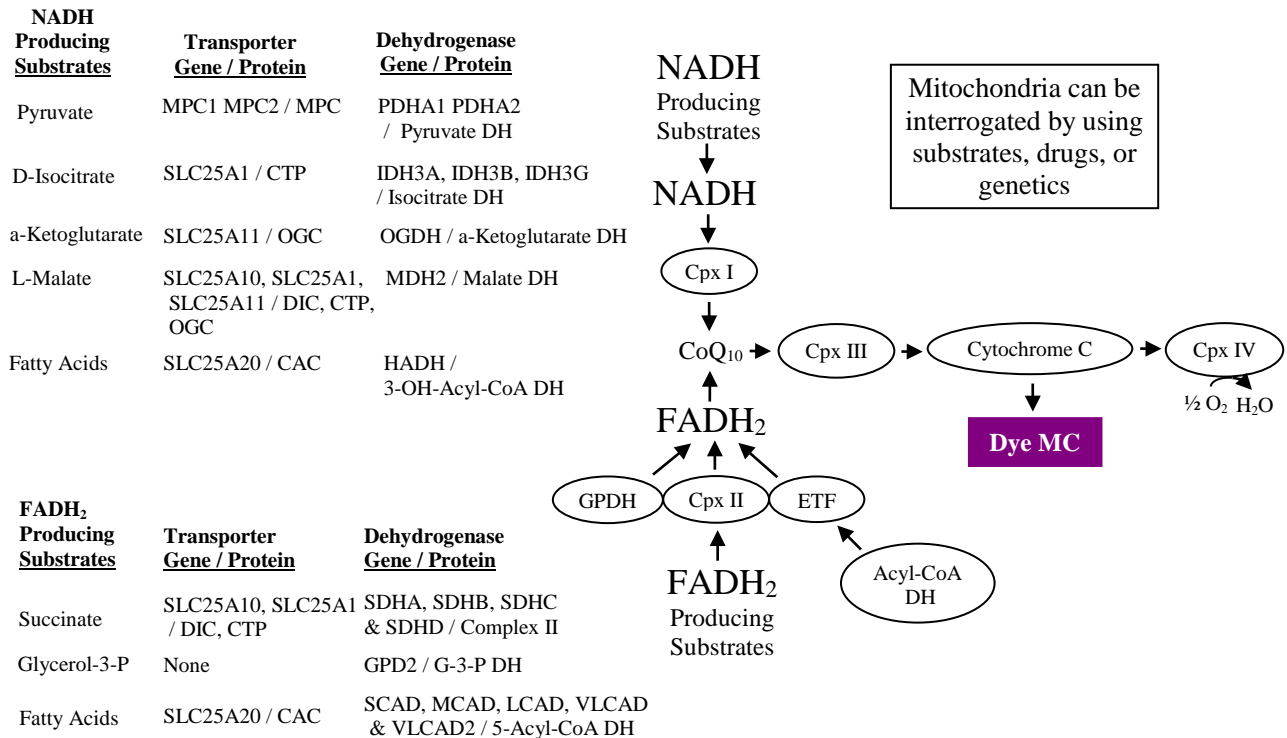 NADH
Producing
Substrates
Transporter
Gene / Protein
Dehydrogenase
Gene / Protein
Pyruvate
MPC1 MPC2 / MPC
PDHA1 PDHA2
/ Pyruvate DH
D-Isocitrate
SLC25A1 / CTP
IDH3A, IDH3B, IDH3G
/ Isocitrate DH
a-Ketoglutarate
SLC25A11 / OGC
OGDH / a-Ketoglutarate DH
L-Malate
SLC25A10, SLC25A1,
SLC25A11 / DIC, CTP,
OGC
MDH2 / Malate DH
Fatty Acids
SLC25A20 / CAC
HADH /
3-OH-Acyl-CoA DH
FADH₂
Producing
Substrates
Transporter
Gene / Protein
Dehydrogenase
Gene / Protein
Succinate
SLC25A10, SLC25A1
/ DIC, CTP
SDHA, SDHB, SDHC
& SDHD / Complex II
Glycerol-3-P
None
GPD2 / G-3-P DH
Fatty Acids
SLC25A20 / CAC
SCAD, MCAD, LCAD, VLCAD
& VLCAD2 / 5-Acyl-CoA DH
NADH
Producing
Substrates
NADH
Cpx I
CoQ₁₀
Cpx III
Cytochrome C
Cpx IV
½ O₂ H₂O
Dye MC
FADH₂
GPDH
Cpx II
ETF
Acyl-CoA
DH
FADH₂
Producing
Substrates
Mitochondria can be
interrogated by using
substrates, drugs, or
genetics